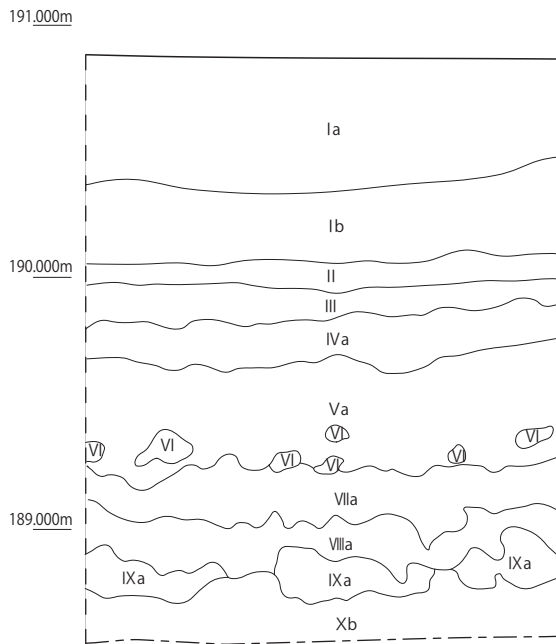 191.000m
Ia
Ib
190.000m
II
III
IVa
Va
VI
VI
VI
VI
VI
VI
VI
VIIa
189.000m
VIIIa
IXa
IXa
IXa
Xb